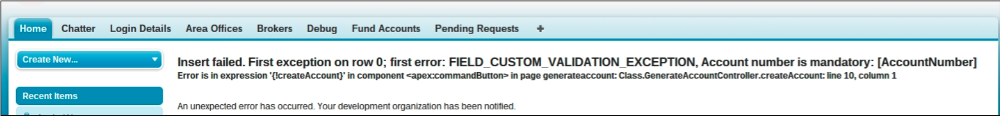 Home Chatter Login Details Area Offices Brokers Debug Fund Accounts Pending Requests +
Create New...
Insert failed. First exception on row 0; first error: FIELD_CUSTOM_VALIDATION_EXCEPTION, Account number is mandatory: [AccountNumber]
Error is in expression '{!createAccount}' in component <apex:commandButton> in page generateaccount: Class.GenerateAccountController.createAccount: line 10, column 1
Recent Items
An unexpected error has occurred. Your development organization has been notified.